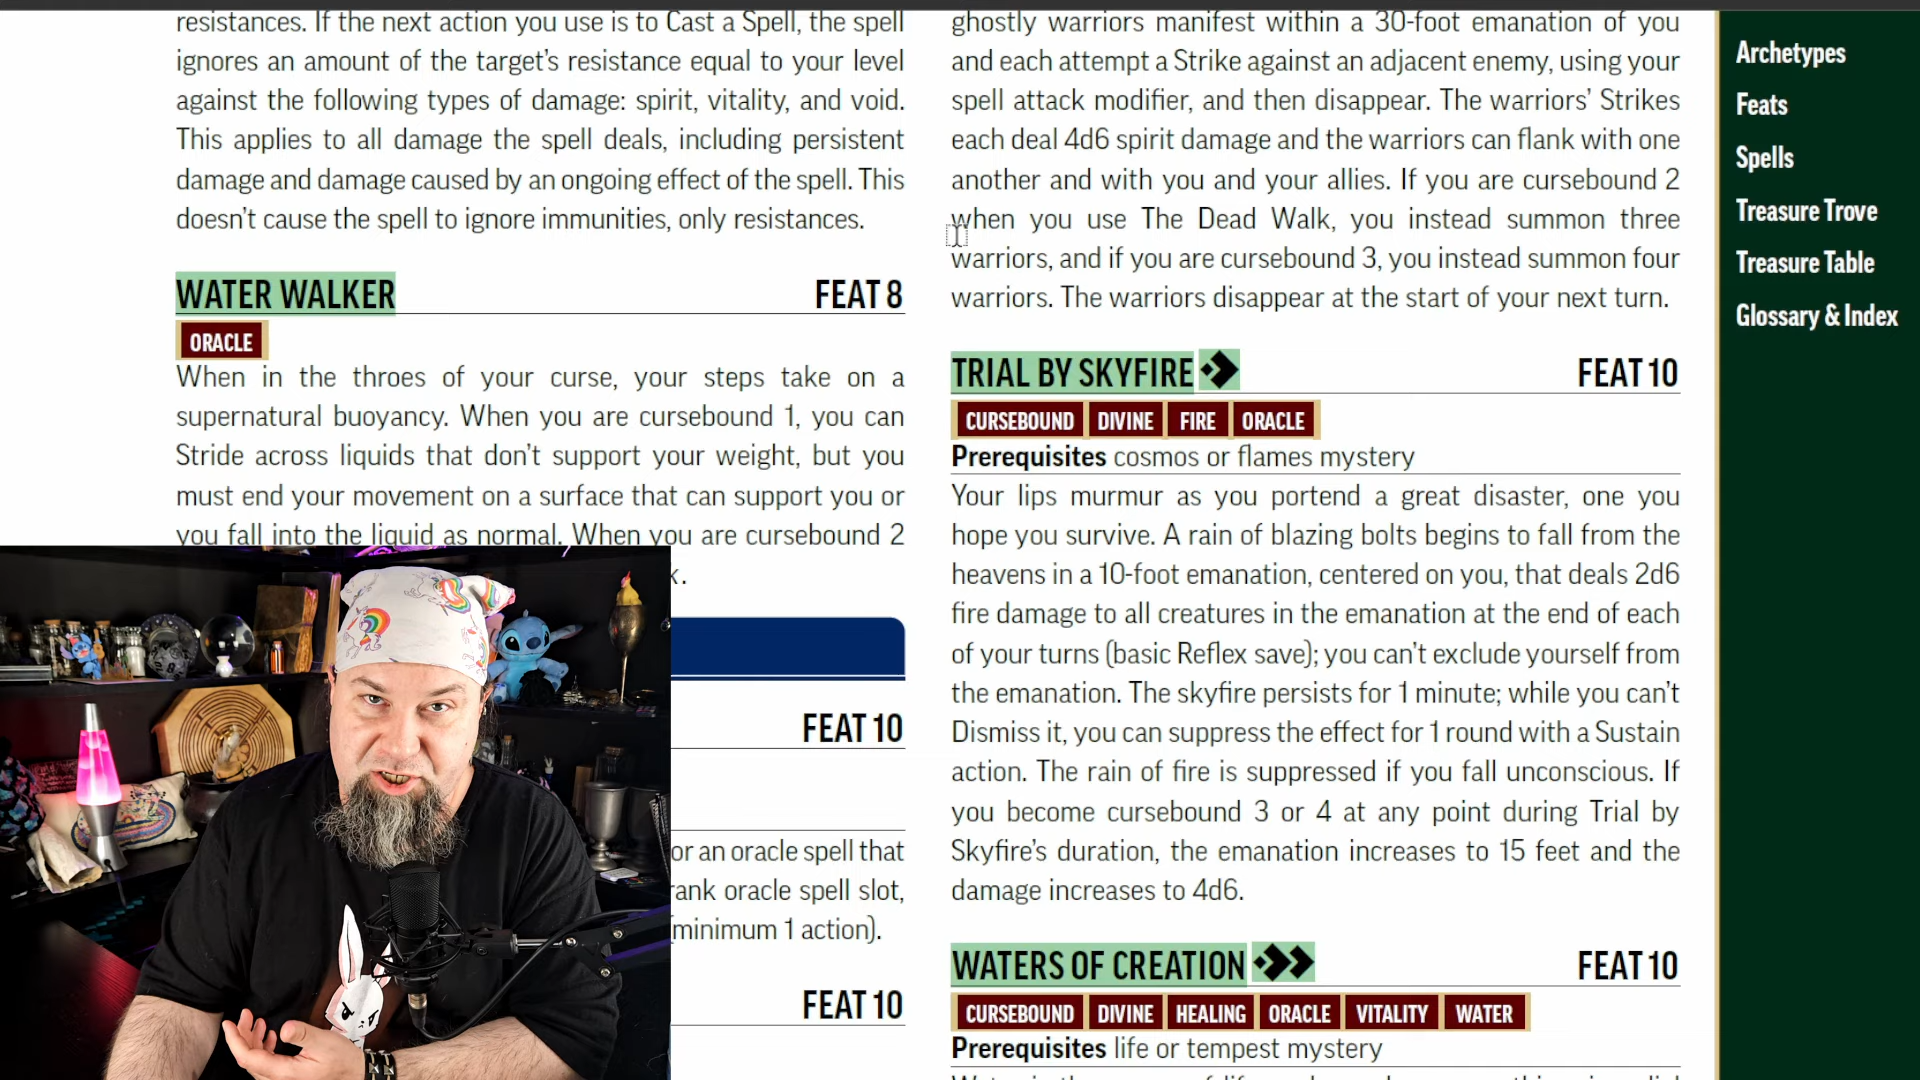 resistances. If the next action you use is to Cast a Spell, the spell
ignores an amount of the target's resistance equal to your level
against the following types of damage: spirit, vitality, and void.
This applies to all damage the spell deals, including persistent
damage and damage caused by an ongoing effect of the spell. This
doesn't cause the spell to ignore immunities, only resistances.
WATER WALKER FEAT 8
ORACLE
When in the throes of your curse, your steps take on a
supernatural buoyancy. When you are cursebound 1, you can
Stride across liquids that don't support your weight, but you
must end your movement on a surface that can support you or
you fall into the liquid as normal. When you are cursebound 2
FEAT 10
or an oracle spell that
rank oracle spell slot,
(minimum 1 action).
FEAT 10
ghostly warriors manifest within a 30-foot emanation of you
and each attempt a Strike against an adjacent enemy, using your
spell attack modifier, and then disappear. The warriors' Strikes
each deal 4d6 spirit damage and the warriors can flank with one
another and with you and your allies. If you are cursebound 2
when you use The Dead Walk, you instead summon three
warriors, and if you are cursebound 3, you instead summon four
warriors. The warriors disappear at the start of your next turn.
TRIAL BY SKYFIRE FEAT 10
CURSEBOUND DIVINE FIRE ORACLE
Prerequisites cosmos or flames mystery
Your lips murmur as you portend a great disaster, one you
hope you survive. A rain of blazing bolts begins to fall from the
heavens in a 10-foot emanation, centered on you, that deals 2d6
fire damage to all creatures in the emanation at the end of each
of your turns (basic Reflex save); you can't exclude yourself from
the emanation. The skyfire persists for 1 minute; while you can't
Dismiss it, you can suppress the effect for 1 round with a Sustain
action. The rain of fire is suppressed if you fall unconscious. If
you become cursebound 3 or 4 at any point during Trial by
Skyfire's duration, the emanation increases to 15 feet and the
damage increases to 4d6.
WATERS OF CREATION FEAT 10
CURSEBOUND DIVINE HEALING ORACLE VITALITY WATER
Prerequisites life or tempest mystery
Archetypes
Feats
Spells
Treasure Trove
Treasure Table
Glossary & Index